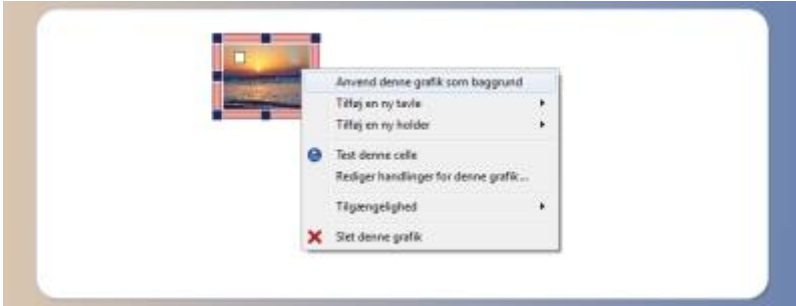 Anvend denne grafik som baggrund
Tilføj en ny tavle
Tilføj en ny holder
Test denne celle
Rediger handlinger for denne grafik...
Tilgængelighed
Slet denne grafik